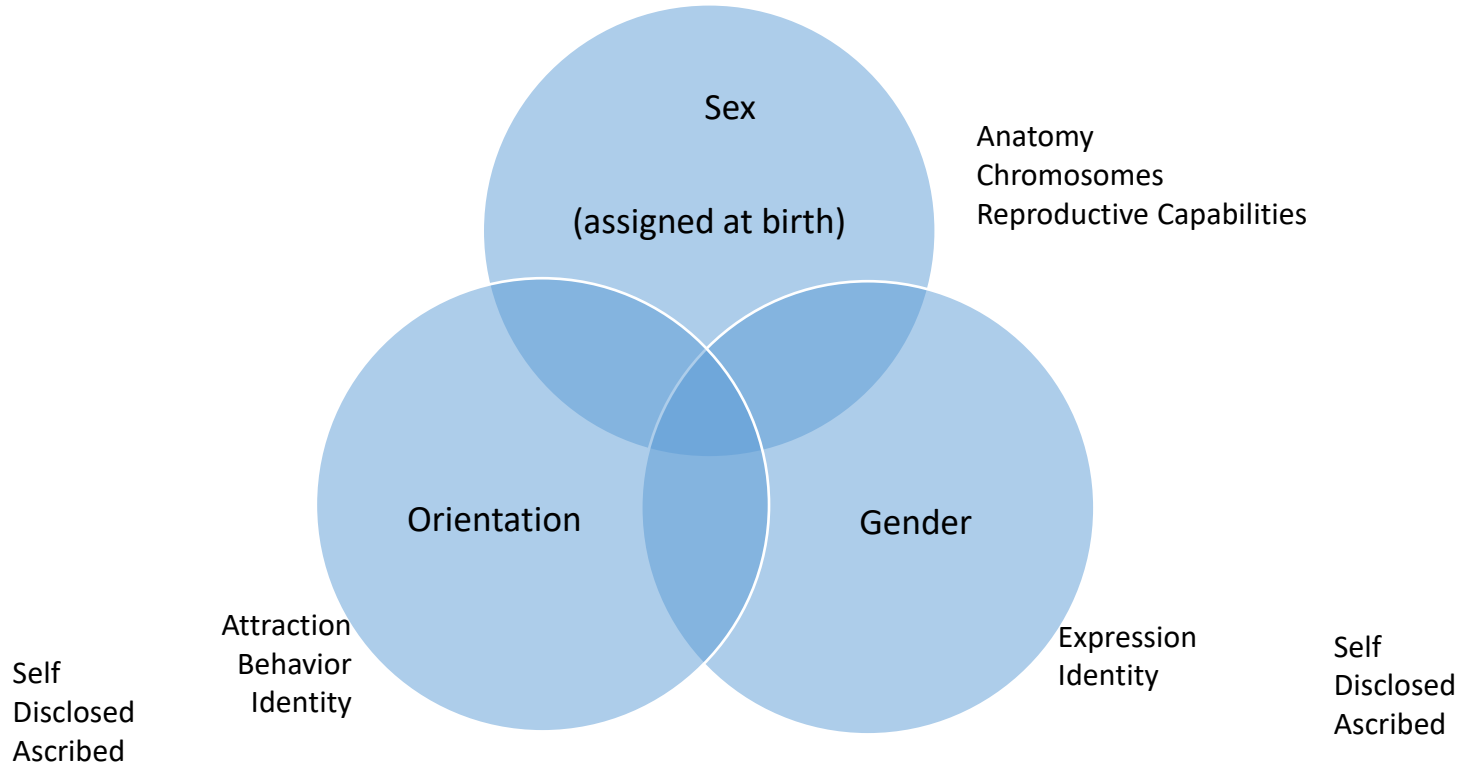 Sex
(assigned at birth)
Anatomy
Chromosomes
Reproductive Capabilities
Orientation
Gender
Attraction
Behavior
Identity
Self
Disclosed
Ascribed
Expression
Identity
Self
Disclosed
Ascribed